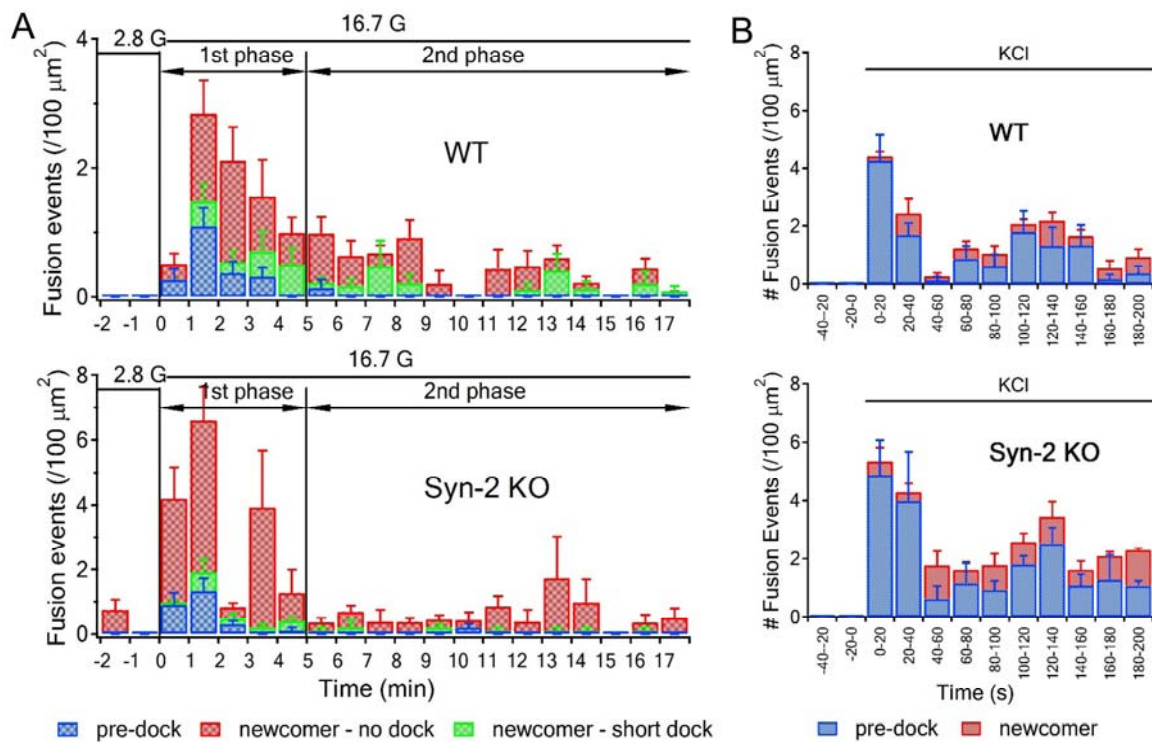 A
16.7 G
2.8 G
1st phase
2nd phase
WT
Fusion events (/100 μm²)
4
2
0
-2 -1 0 1 2 3 4 5 6 7 8 9 10 11 12 13 14 15 16 17
16.7 G
2.8 G
1st phase
2nd phase
Syn-2 KO
Fusion events (/100 μm²)
8
6
4
2
0
-2 -1 0 1 2 3 4 5 6 7 8 9 10 11 12 13 14 15 16 17
Time (min)
pre-dock newcomer - no dock newcomer - short dock
B
KCl
WT
# Fusion Events (/100 μm²)
8
6
4
2
0
-40--20 -20-0 0-20 20-40 40-60 60-80 80-100 100-120 120-140 140-160 160-180 180-200
KCl
Syn-2 KO
# Fusion Events (/100 μm²)
8
6
4
2
0
-40--20 -20-0 0-20 20-40 40-60 60-80 80-100 100-120 120-140 140-160 160-180 180-200
Time (s)
pre-dock newcomer